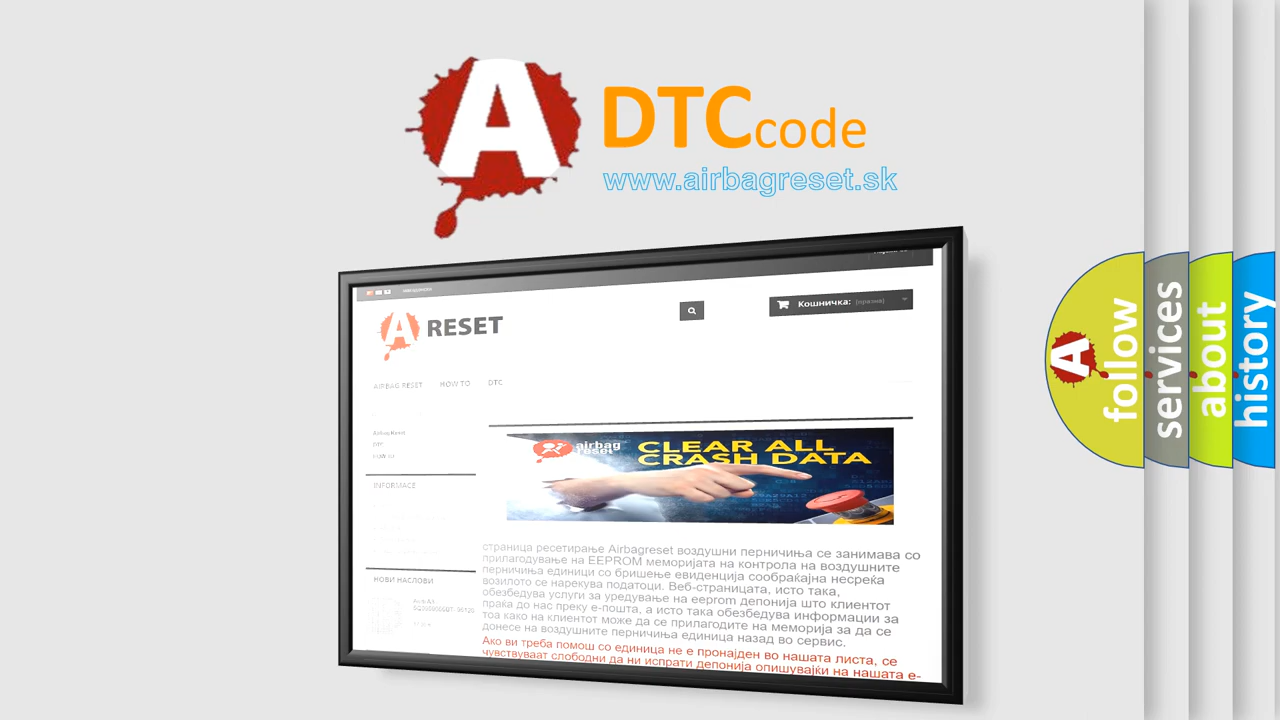 A DTC code
www.airbagreset.sk
Кошничка: (празна)
A RESET
AIRBAG RESET HOW TO DTC
Airbag Reset
DTC
INFORMACE
НОВИ НАСЛОВИ
airbag reset
CLEAR ALL
CRASH DATA
страница ресетирање Airbagreset воздушни перничиња се занимава со
прилагодување на EEPROM меморијата на контрола на воздушните
перничиња единици со бришење евиденција сообраќајна несреќа
возилото се нарекува податоци. Веб-страницата, исто така,
обезбедува услуги за уредување на eeprom депонија што клиентот
праќа до нас преку е-пошта, а исто така обезбедува информации за
тоа како на клиентот може да се прилагодите на меморија за да се
донесе на воздушните перничиња единица назад во сервис.
Ако ви треба помош со единица не е пронајден во нашата листа, се
чувствуваат слободни да ни испрати депонија опишувајќи на нашата е-
A follow
services
about
history